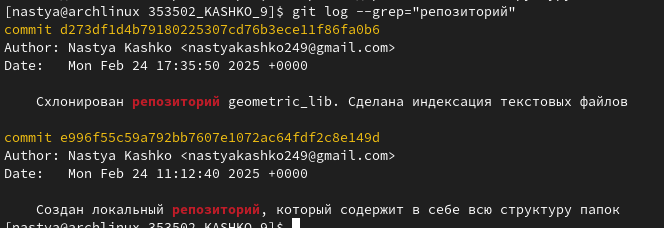 [nastya@archlinux 353502_KASHKO_9]$ git log --grep="репозиторий"
commit d273df1d4b79180225307cd76b3ece11f86fa0b6
Author: Nastya Kashko <nastyakashko249@gmail.com>
Date:   Mon Feb 24 17:35:50 2025 +0000
Схлонирован репозиторий geometric_lib. Сделана индексация текстовых файлов
commit e996f55c59a792bb7607e1072ac64fdf2c8e149d
Author: Nastya Kashko <nastyakashko249@gmail.com>
Date:   Mon Feb 24 11:12:40 2025 +0000
Создан локальный репозиторий, который содержит в себе всю структуру папок
[nastya@archlinux 353502_KASHKO_9]$